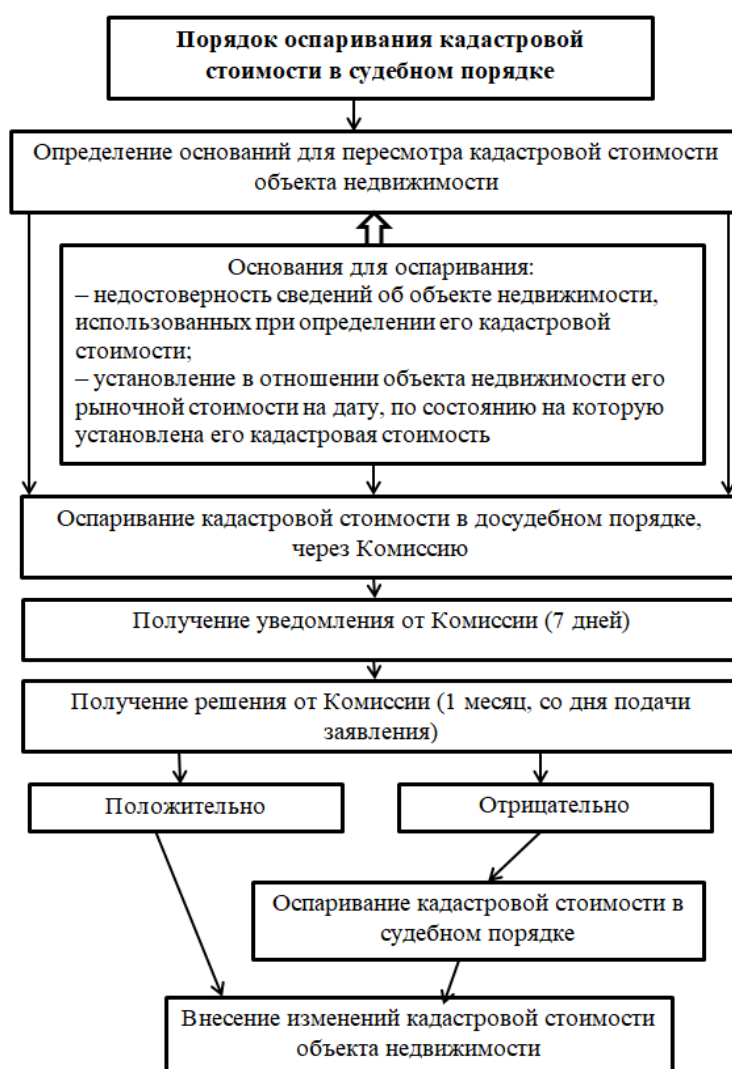 Порядок оспаривания кадастровой
стоимости в судебном порядке
Определение оснований для пересмотра кадастровой стоимости
объекта недвижимости
Основания для оспаривания:
– недостоверность сведений об объекте недвижимости,
использованных при определении его кадастровой
стоимости;
– установление в отношении объекта недвижимости его
рыночной стоимости на дату, по состоянию на которую
установлена его кадастровая стоимость
Оспаривание кадастровой стоимости в досудебном порядке,
через Комиссию
Получение уведомления от Комиссии (7 дней)
Получение решения от Комиссии (1 месяц, со дня подачи
заявления)
Положительно
Отрицательно
Оспаривание кадастровой стоимости в
судебном порядке
Внесение изменений кадастровой стоимости
объекта недвижимости